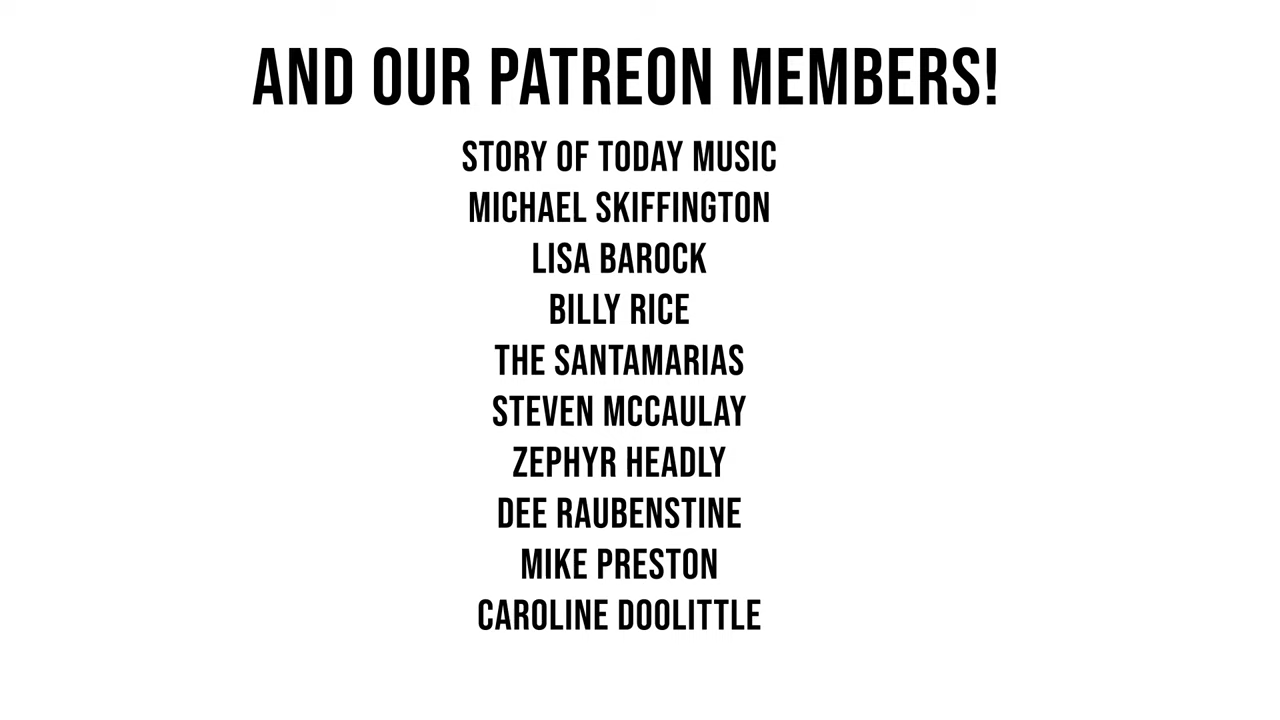 AND OUR PATREON MEMBERS!
STORY OF TODAY MUSIC
MICHAEL SKIFFINGTON
LISA BAROCK
BILLY RICE
THE SANTAMARIAS
STEVEN MCCAULAY
ZEPHYR HEADLY
DEE RAUBENSTINE
MIKE PRESTON
CAROLINE DOOLITTLE